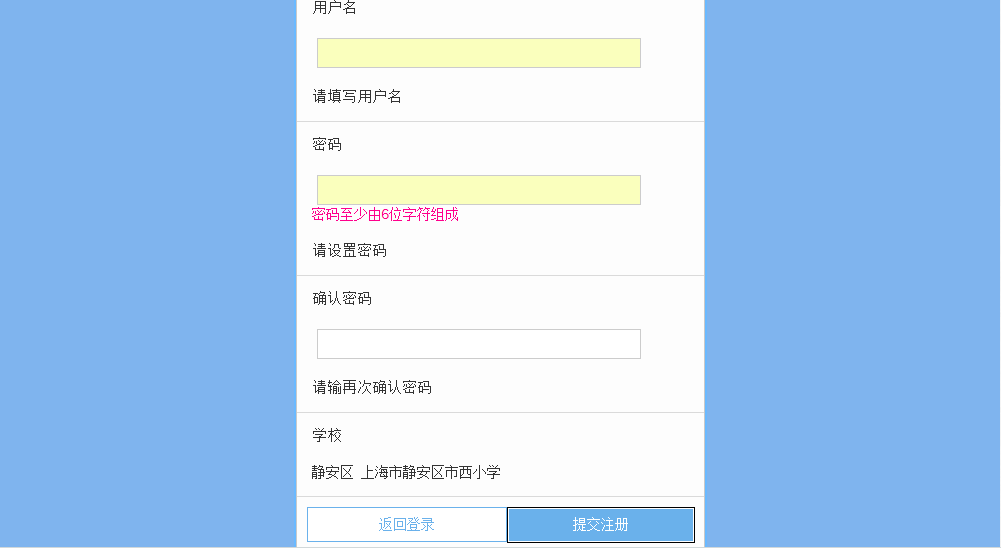 用户名
请填写用户名
密码
密码至少由6位字符组成
请设置密码
确认密码
请输再次确认密码
学校
静安区 上海市静安区市西小学
返回登录 提交注册